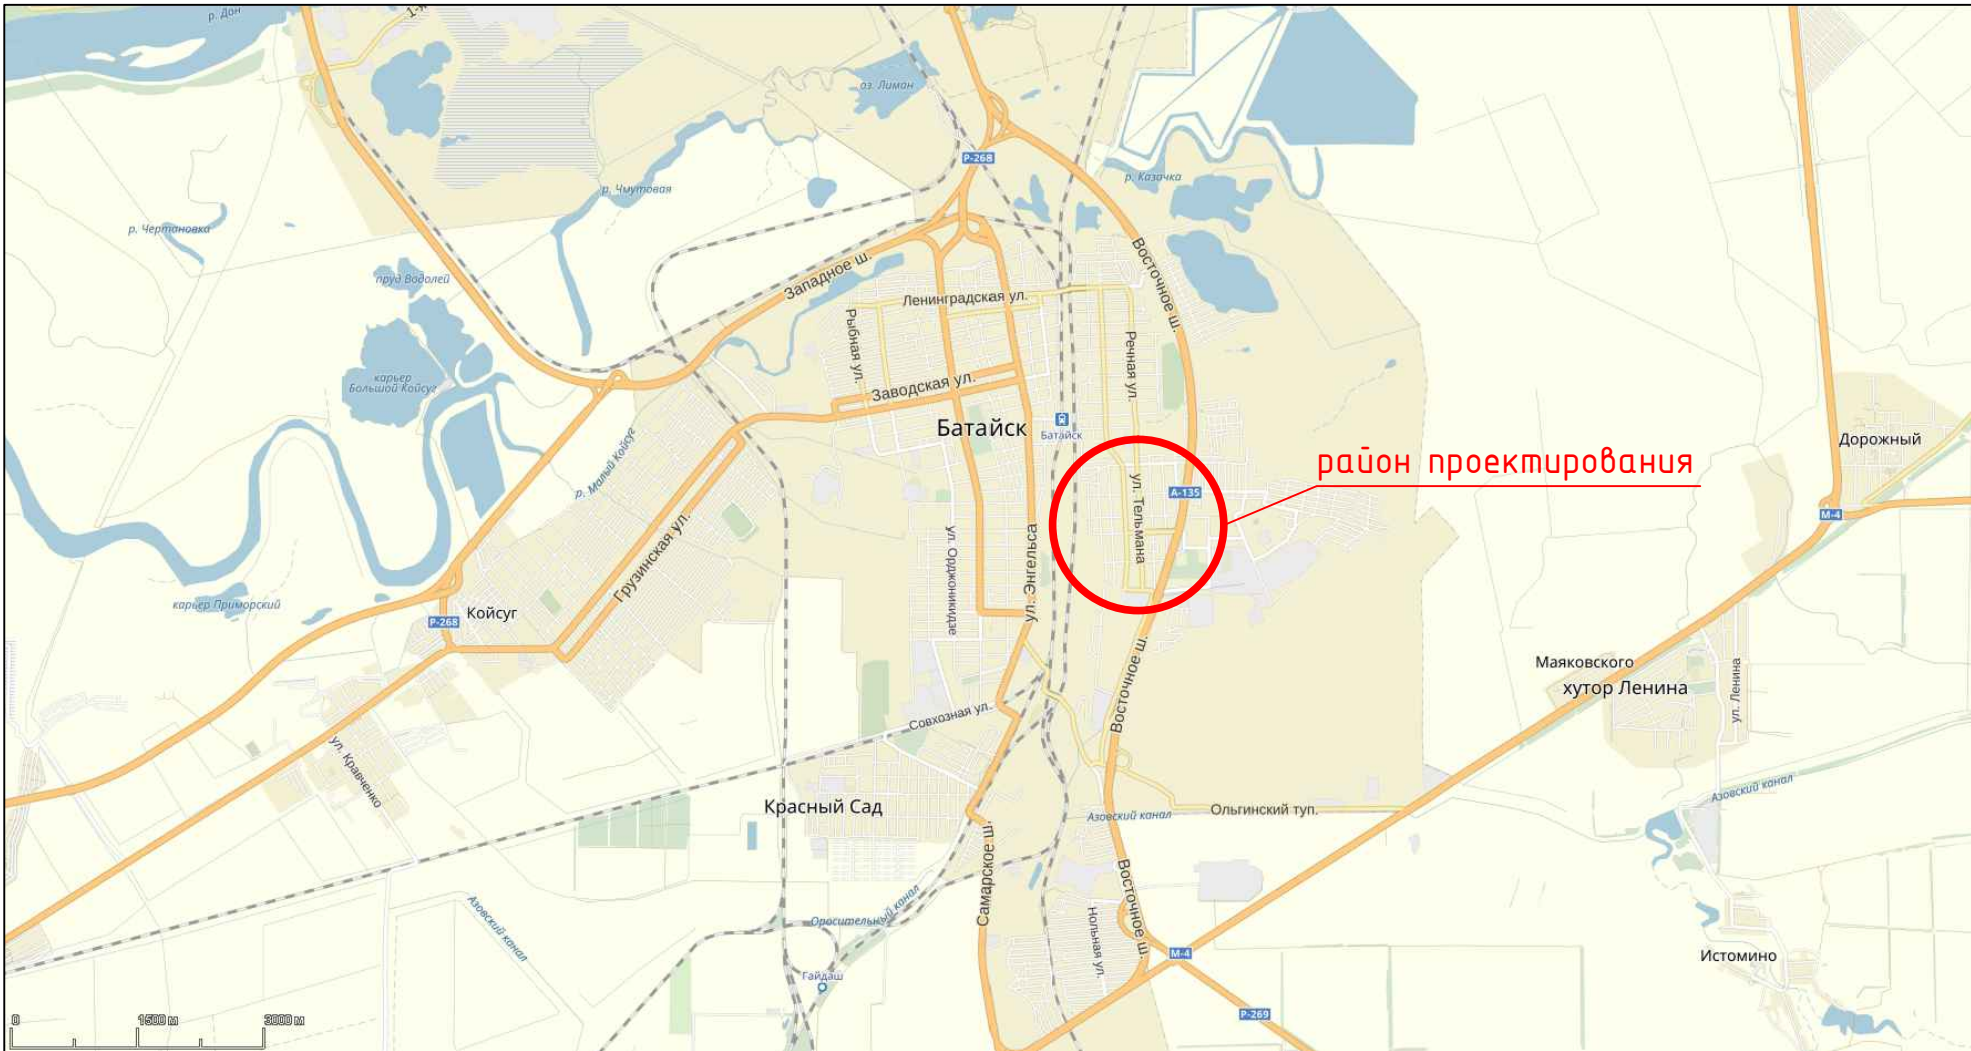 р. Дон
оз. Лиман
Р-268
р. Казачка
р. Чмутовая
р. Чертановка
пруд Водолей
Западное ш.
Восточное ш.
Ленинградская ул.
Рыбная ул.
Речная ул.
карьер
Большой Койсуг
Заводская ул.
Батайск
Батайск
Дорожный
район проектирования
р. Малый Койсуг
ул. Тельмана
А-135
М-4
Грузинская ул.
ул. Орджоникидзе
ул. Энгельса
карьер Приморский
Койсуг
Р-268
Маяковского
хутор Ленина
ул. Ленина
Восточное ш.
Совхозная ул.
ул. Кравченко
Красный Сад
Азовский канал
Ольгинский туп.
Азовский канал
Самарское ш.
Восточное ш.
Азовский канал
Оросительный канал
Нольная ул.
М-4
Истомино
Гайдаш
Р-269
0 1500 м 3000 м